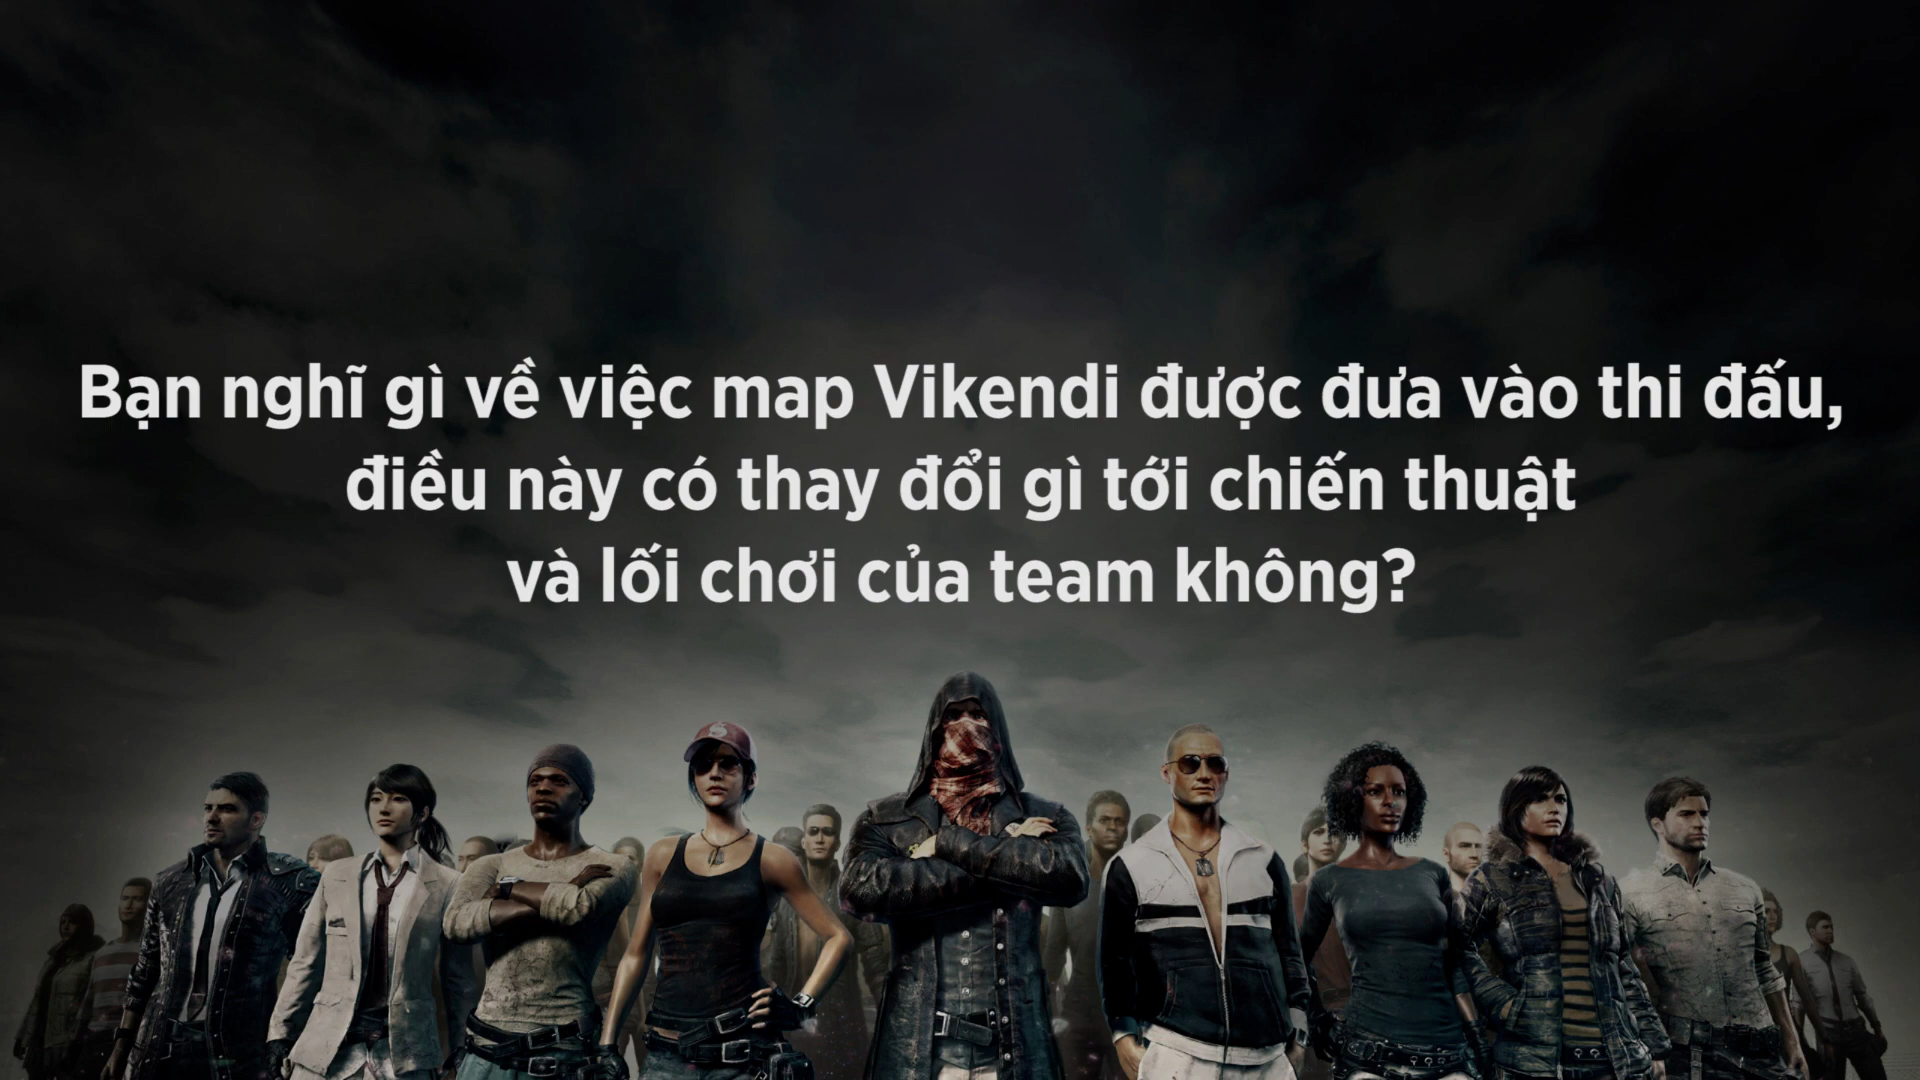 Bạn nghĩ gì về việc map Vikendi được đưa vào thi đấu,
điều này có thay đổi gì tới chiến thuật
và lối chơi của team không?